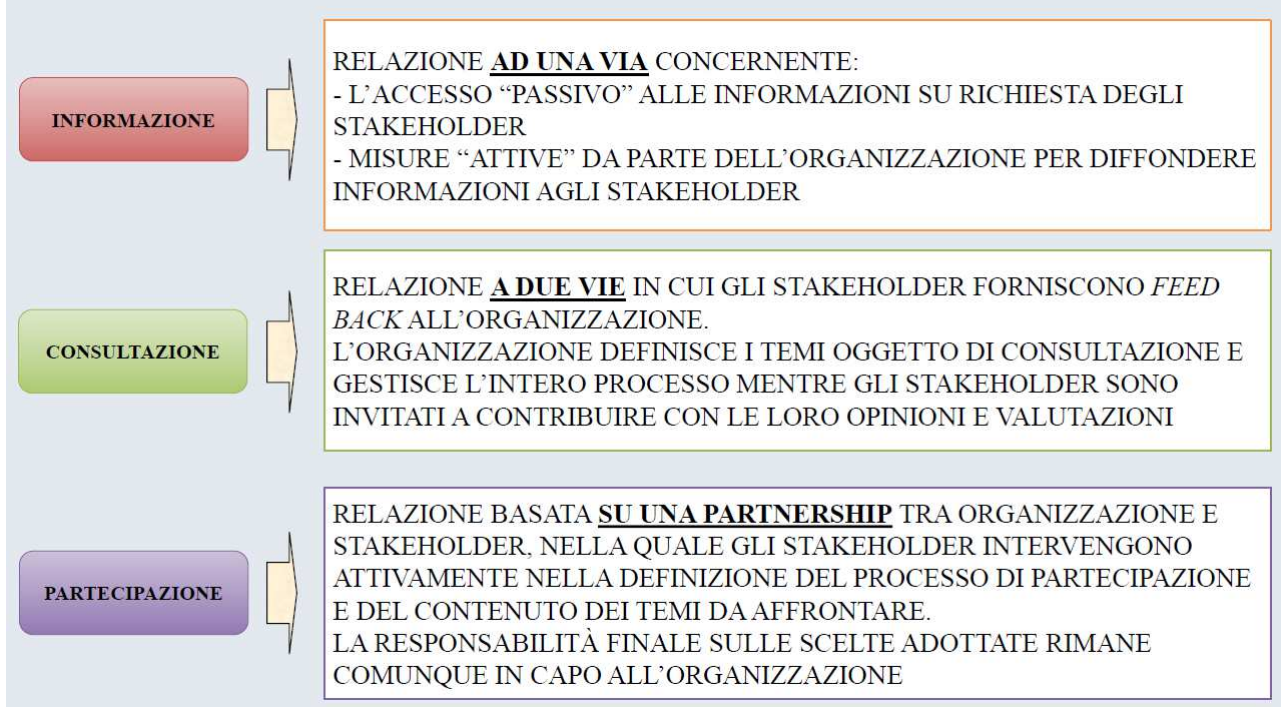 INFORMAZIONE
RELAZIONE AD UNA VIA CONCERNENTE:
- L’ACCESSO “PASSIVO” ALLE INFORMAZIONI SU RICHIESTA DEGLI
STAKEHOLDER
- MISURE “ATTIVE” DA PARTE DELL’ORGANIZZAZIONE PER DIFFONDERE
INFORMAZIONI AGLI STAKEHOLDER
CONSULTAZIONE
RELAZIONE A DUE VIE IN CUI GLI STAKEHOLDER FORNISCONO FEED
BACK ALL’ORGANIZZAZIONE.
L’ORGANIZZAZIONE DEFINISCE I TEMI OGGETTO DI CONSULTAZIONE E
GESTISCE L’INTERO PROCESSO MENTRE GLI STAKEHOLDER SONO
INVITATI A CONTRIBUIRE CON LE LORO OPINIONI E VALUTAZIONI
PARTECIPAZIONE
RELAZIONE BASATA SU UNA PARTNERSHIP TRA ORGANIZZAZIONE E
STAKEHOLDER, NELLA QUALE GLI STAKEHOLDER INTERVENGONO
ATTIVAMENTE NELLA DEFINIZIONE DEL PROCESSO DI PARTECIPAZIONE
E DEL CONTENUTO DEI TEMI DA AFFRONTARE.
LA RESPONSABILITÀ FINALE SULLE SCELTE ADOTTATE RIMANE
COMUNQUE IN CAPO ALL’ORGANIZZAZIONE